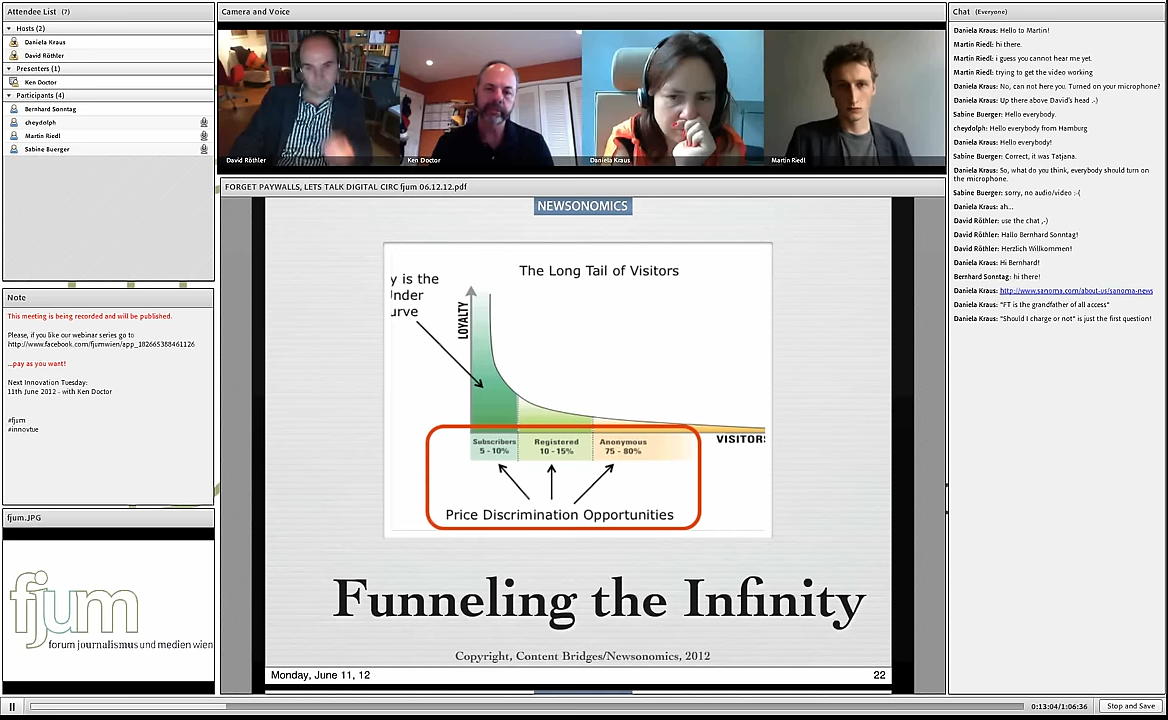 Attendee List (7)
Hosts (2)
Daniela Kraus
David Röthler
Presenters (1)
Ken Doctor
Participants (4)
Bernhard Sonntag
cheydolph
Martin Riedl
Sabine Buerger
Note
This meeting is being recorded and will be published.
Please, if you like our webinar series go to
http://www.facebook.com/fjumwien/app_182665388461126
...pay as you want!
Next Innovation Tuesday:
11th June 2012 - with Ken Doctor
#fjum
#innovtue
fjum.JPG
fjum
forum journalismus und medien wien
Camera and Voice
David Röthler
Ken Doctor
Daniela Kraus
Martin Riedl
FORGET PAYWALLS, LETS TALK DIGITAL CIRC fjum 06.12.12.pdf
NEWSONOMICS
The Long Tail of Visitors
y is the
Under
urve
LOYALTY
VISITORS
Subscribers
5 - 10%
Registered
10 - 15%
Anonymous
75 - 80%
Price Discrimination Opportunities
Funneling the Infinity
Copyright, Content Bridges/Newsonomics, 2012
Monday, June 11, 12
22
Chat (Everyone)
Daniela Kraus: Hello to Martin!
Martin Riedl: hi there.
Martin Riedl: i guess you cannot hear me yet.
Martin Riedl: trying to get the video working
Daniela Kraus: No, can not here you. Turned on your microphone?
Daniela Kraus: Up there above David's head :-)
Sabine Buerger: Hello everybody.
cheydolph: Hello everybody from Hamburg
Daniela Kraus: Hello everybody!
Sabine Buerger: Correct, it was Tatjana.
Daniela Kraus: So, what do you think, everybody should turn on
the microphone.
Sabine Buerger: sorry, no audio/video :-(
Daniela Kraus: ah...
David Röthler: use the chat ,-)
David Röthler: Hallo Bernhard Sonntag!
David Röthler: Herzlich Willkommen!
Daniela Kraus: Hi Bernhard!
Bernhard Sonntag: hi there!
Daniela Kraus: http://www.sanoma.com/about-us/sanoma-news
Daniela Kraus: "FT is the grandfather of all access"
Daniela Kraus: "Should I charge or not" is just the first question!
0:13:04/1:06:36
Stop and Save